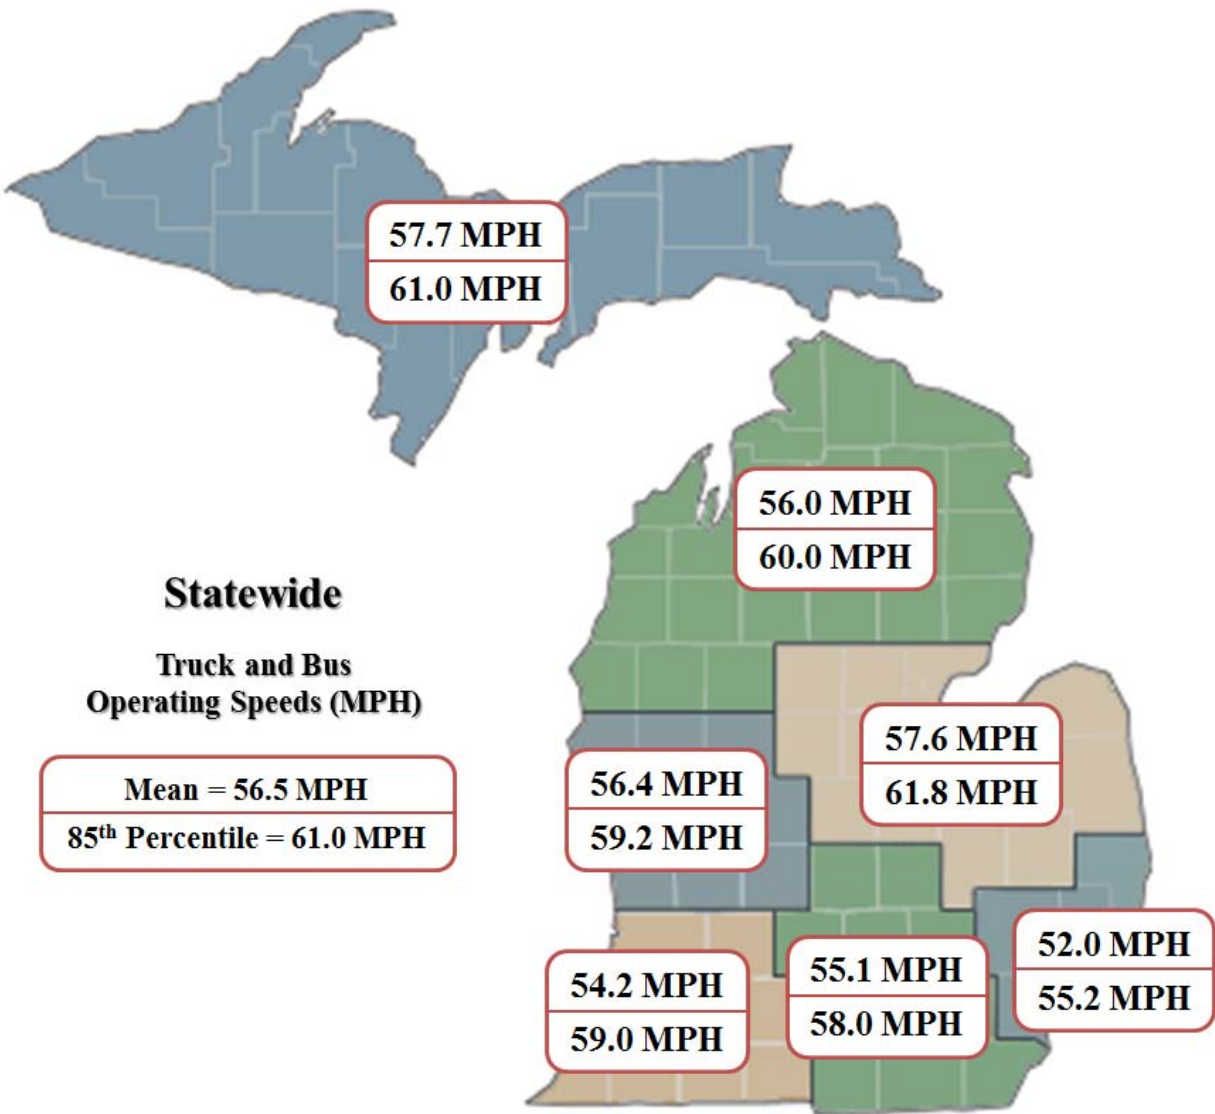 57.7 MPH
61.0 MPH
56.0 MPH
60.0 MPH
Statewide
Truck and Bus
Operating Speeds (MPH)
Mean = 56.5 MPH
85th Percentile = 61.0 MPH
57.6 MPH
61.8 MPH
56.4 MPH
59.2 MPH
52.0 MPH
55.2 MPH
55.1 MPH
58.0 MPH
54.2 MPH
59.0 MPH